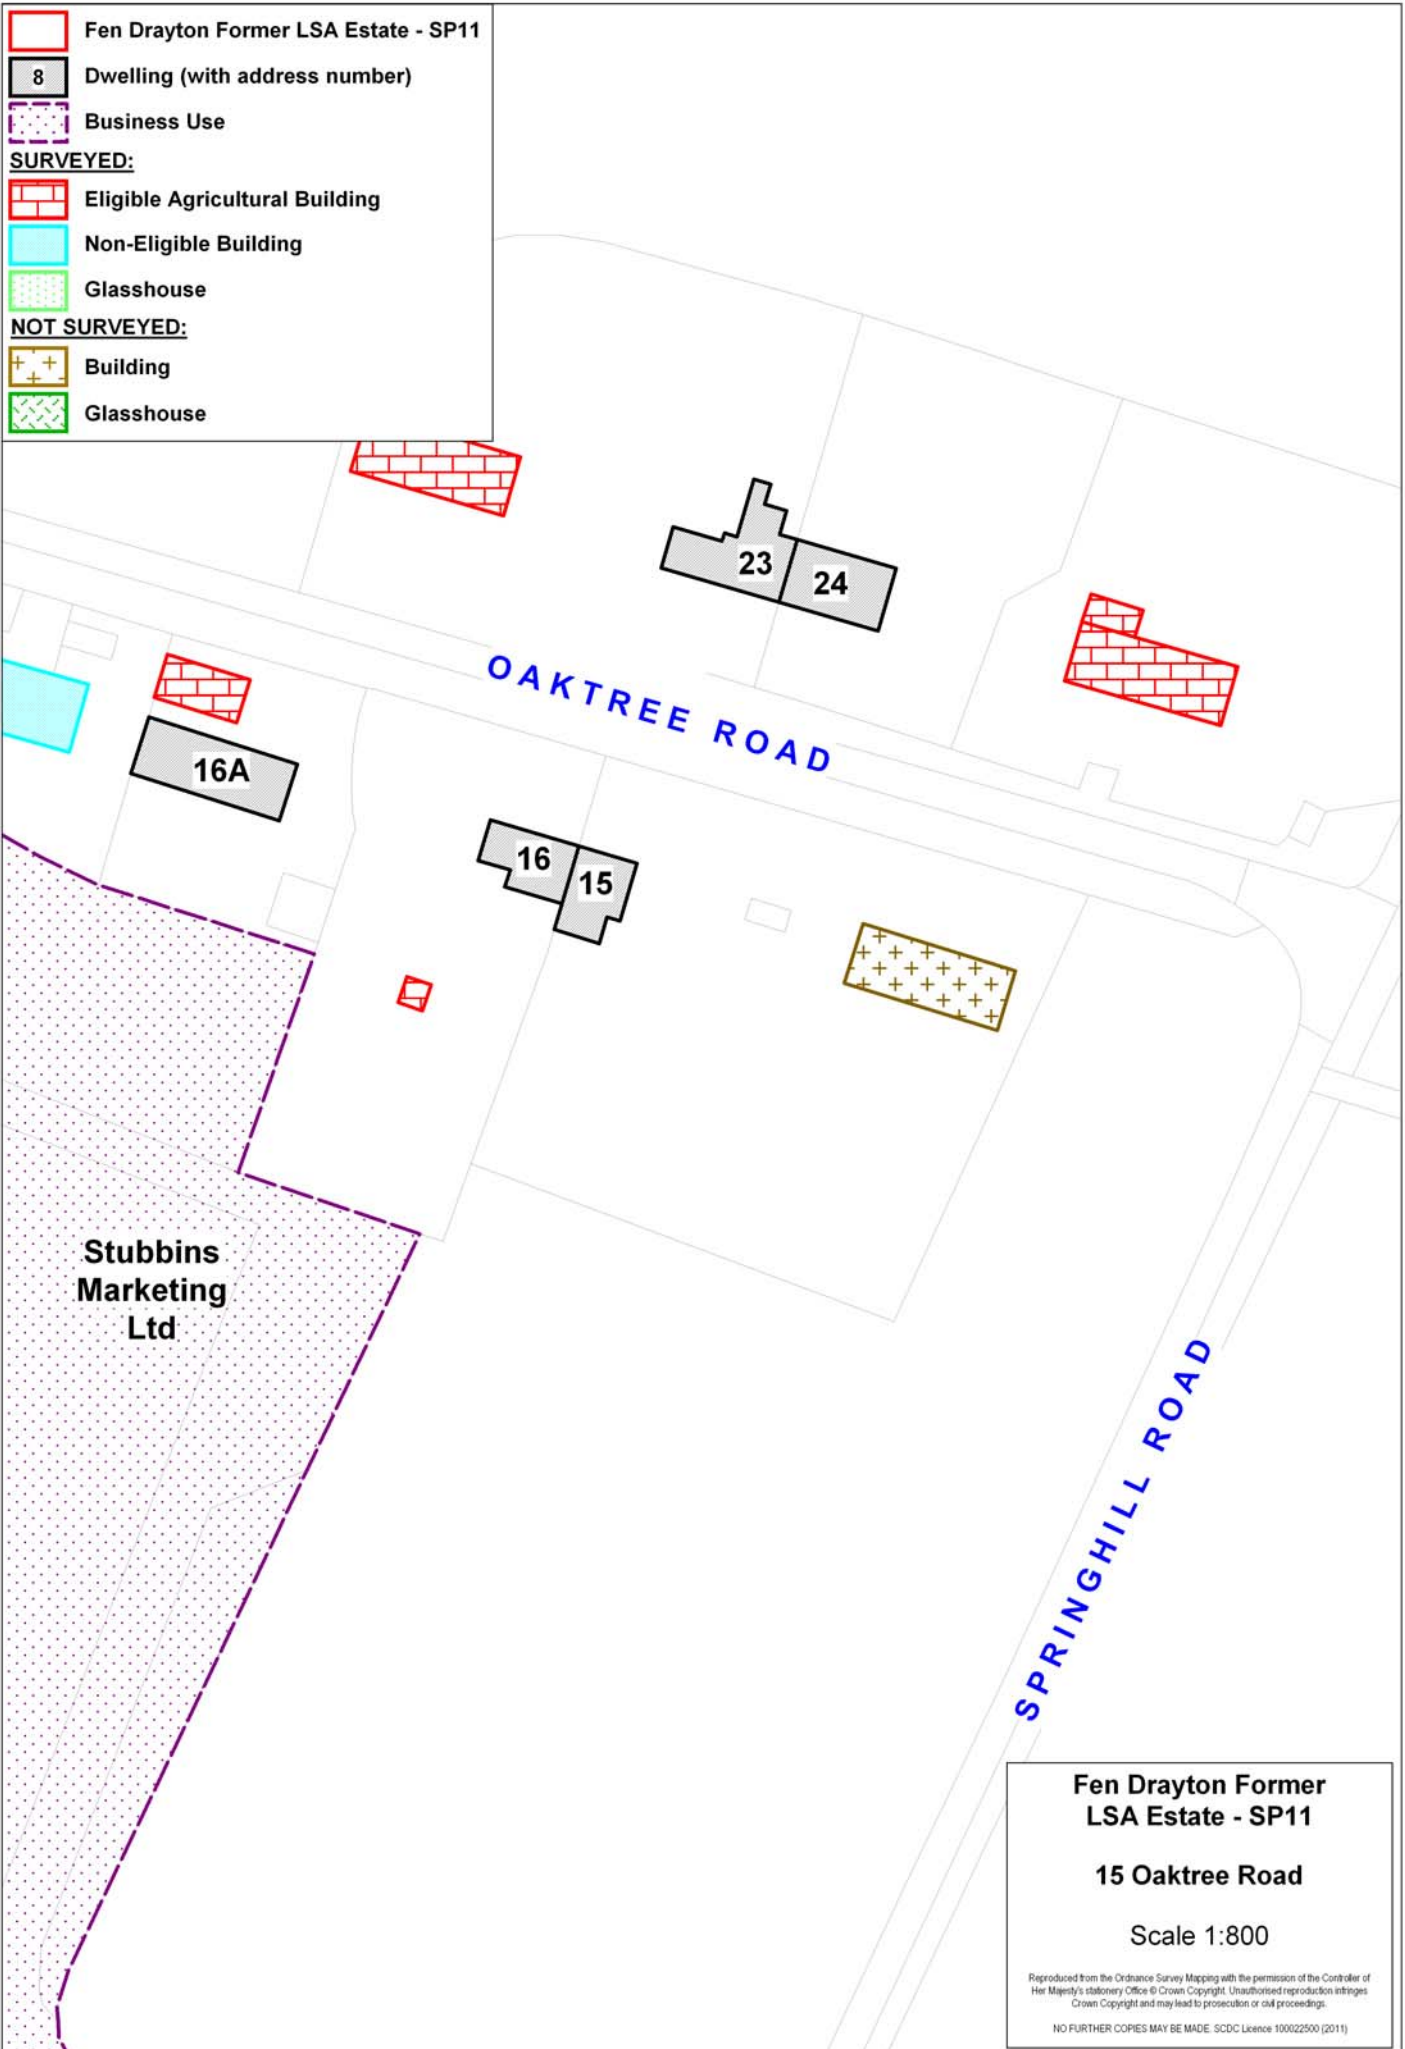 Fen Drayton Former LSA Estate - SP11
8 Dwelling (with address number)
Business Use
SURVEYED:
Eligible Agricultural Building
Non-Eligible Building
Glasshouse
NOT SURVEYED:
Building
Glasshouse
23
24
OAKTREE ROAD
16A
16
15
Stubbins
Marketing
Ltd
SPRINGHILL ROAD
Fen Drayton Former
LSA Estate - SP11
15 Oaktree Road
Scale 1:800
Reproduced from the Ordnance Survey Mapping with the permission of the Controller of
Her Majesty's stationery Office © Crown Copyright. Unauthorised reproduction infringes
Crown Copyright and may lead to prosecution or civil proceedings.
NO FURTHER COPIES MAY BE MADE. SCDC Licence 100022500 (2011)